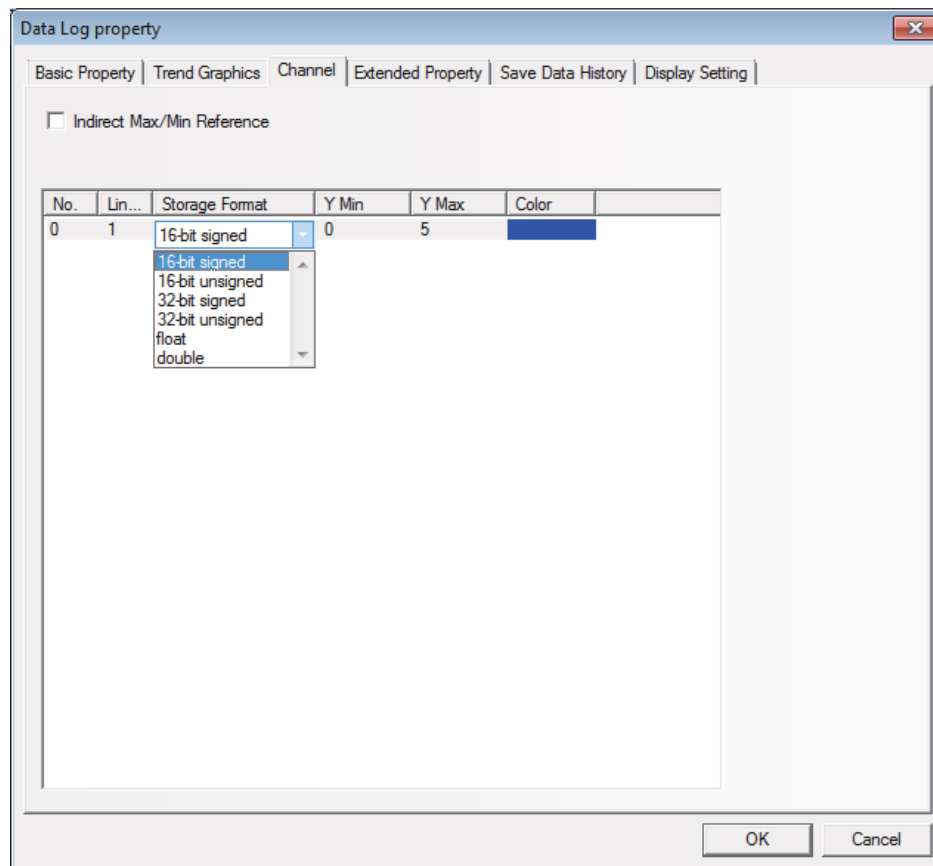 Data Log property
Basic Property Trend Graphics Channel Extended Property Save Data History Display Setting
Indirect Max/Min Reference
No. Lin... Storage Format Y Min Y Max Color
0 1 16-bit signed 0 5
16-bit signed
16-bit unsigned
32-bit signed
32-bit unsigned
float
double
OK Cancel